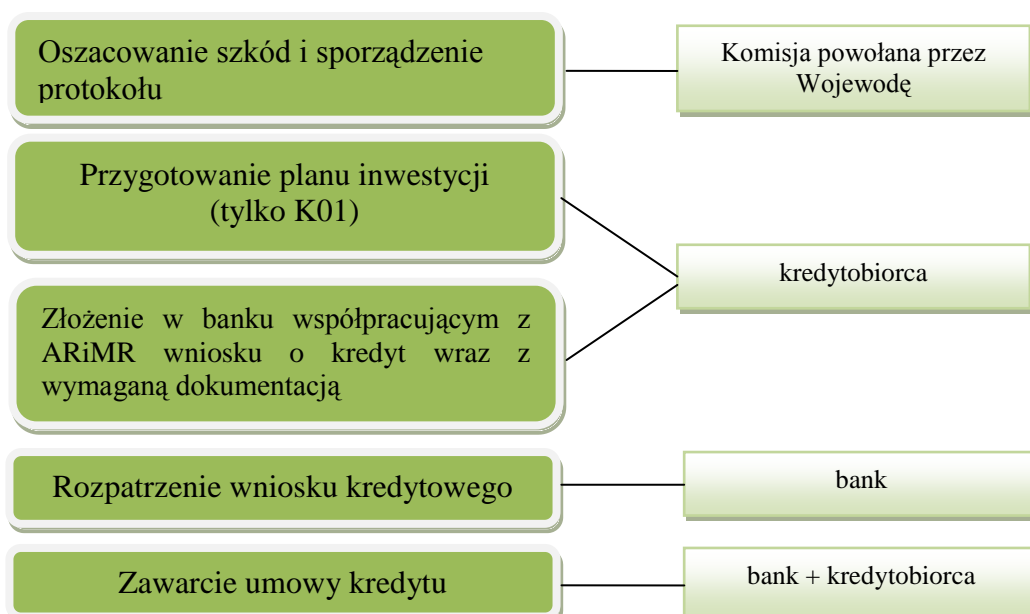 Oszacowanie szkód i sporządzenie
protokołu
Komisja powołana przez
Wojewodę
Przygotowanie planu inwestycji
(tylko K01)
kredytobiorca
Złożenie w banku współpracującym z
ARiMR wniosku o kredyt wraz z
wymaganą dokumentacją
Rozpatrzenie wniosku kredytowego
bank
Zawarcie umowy kredytu
bank + kredytobiorca